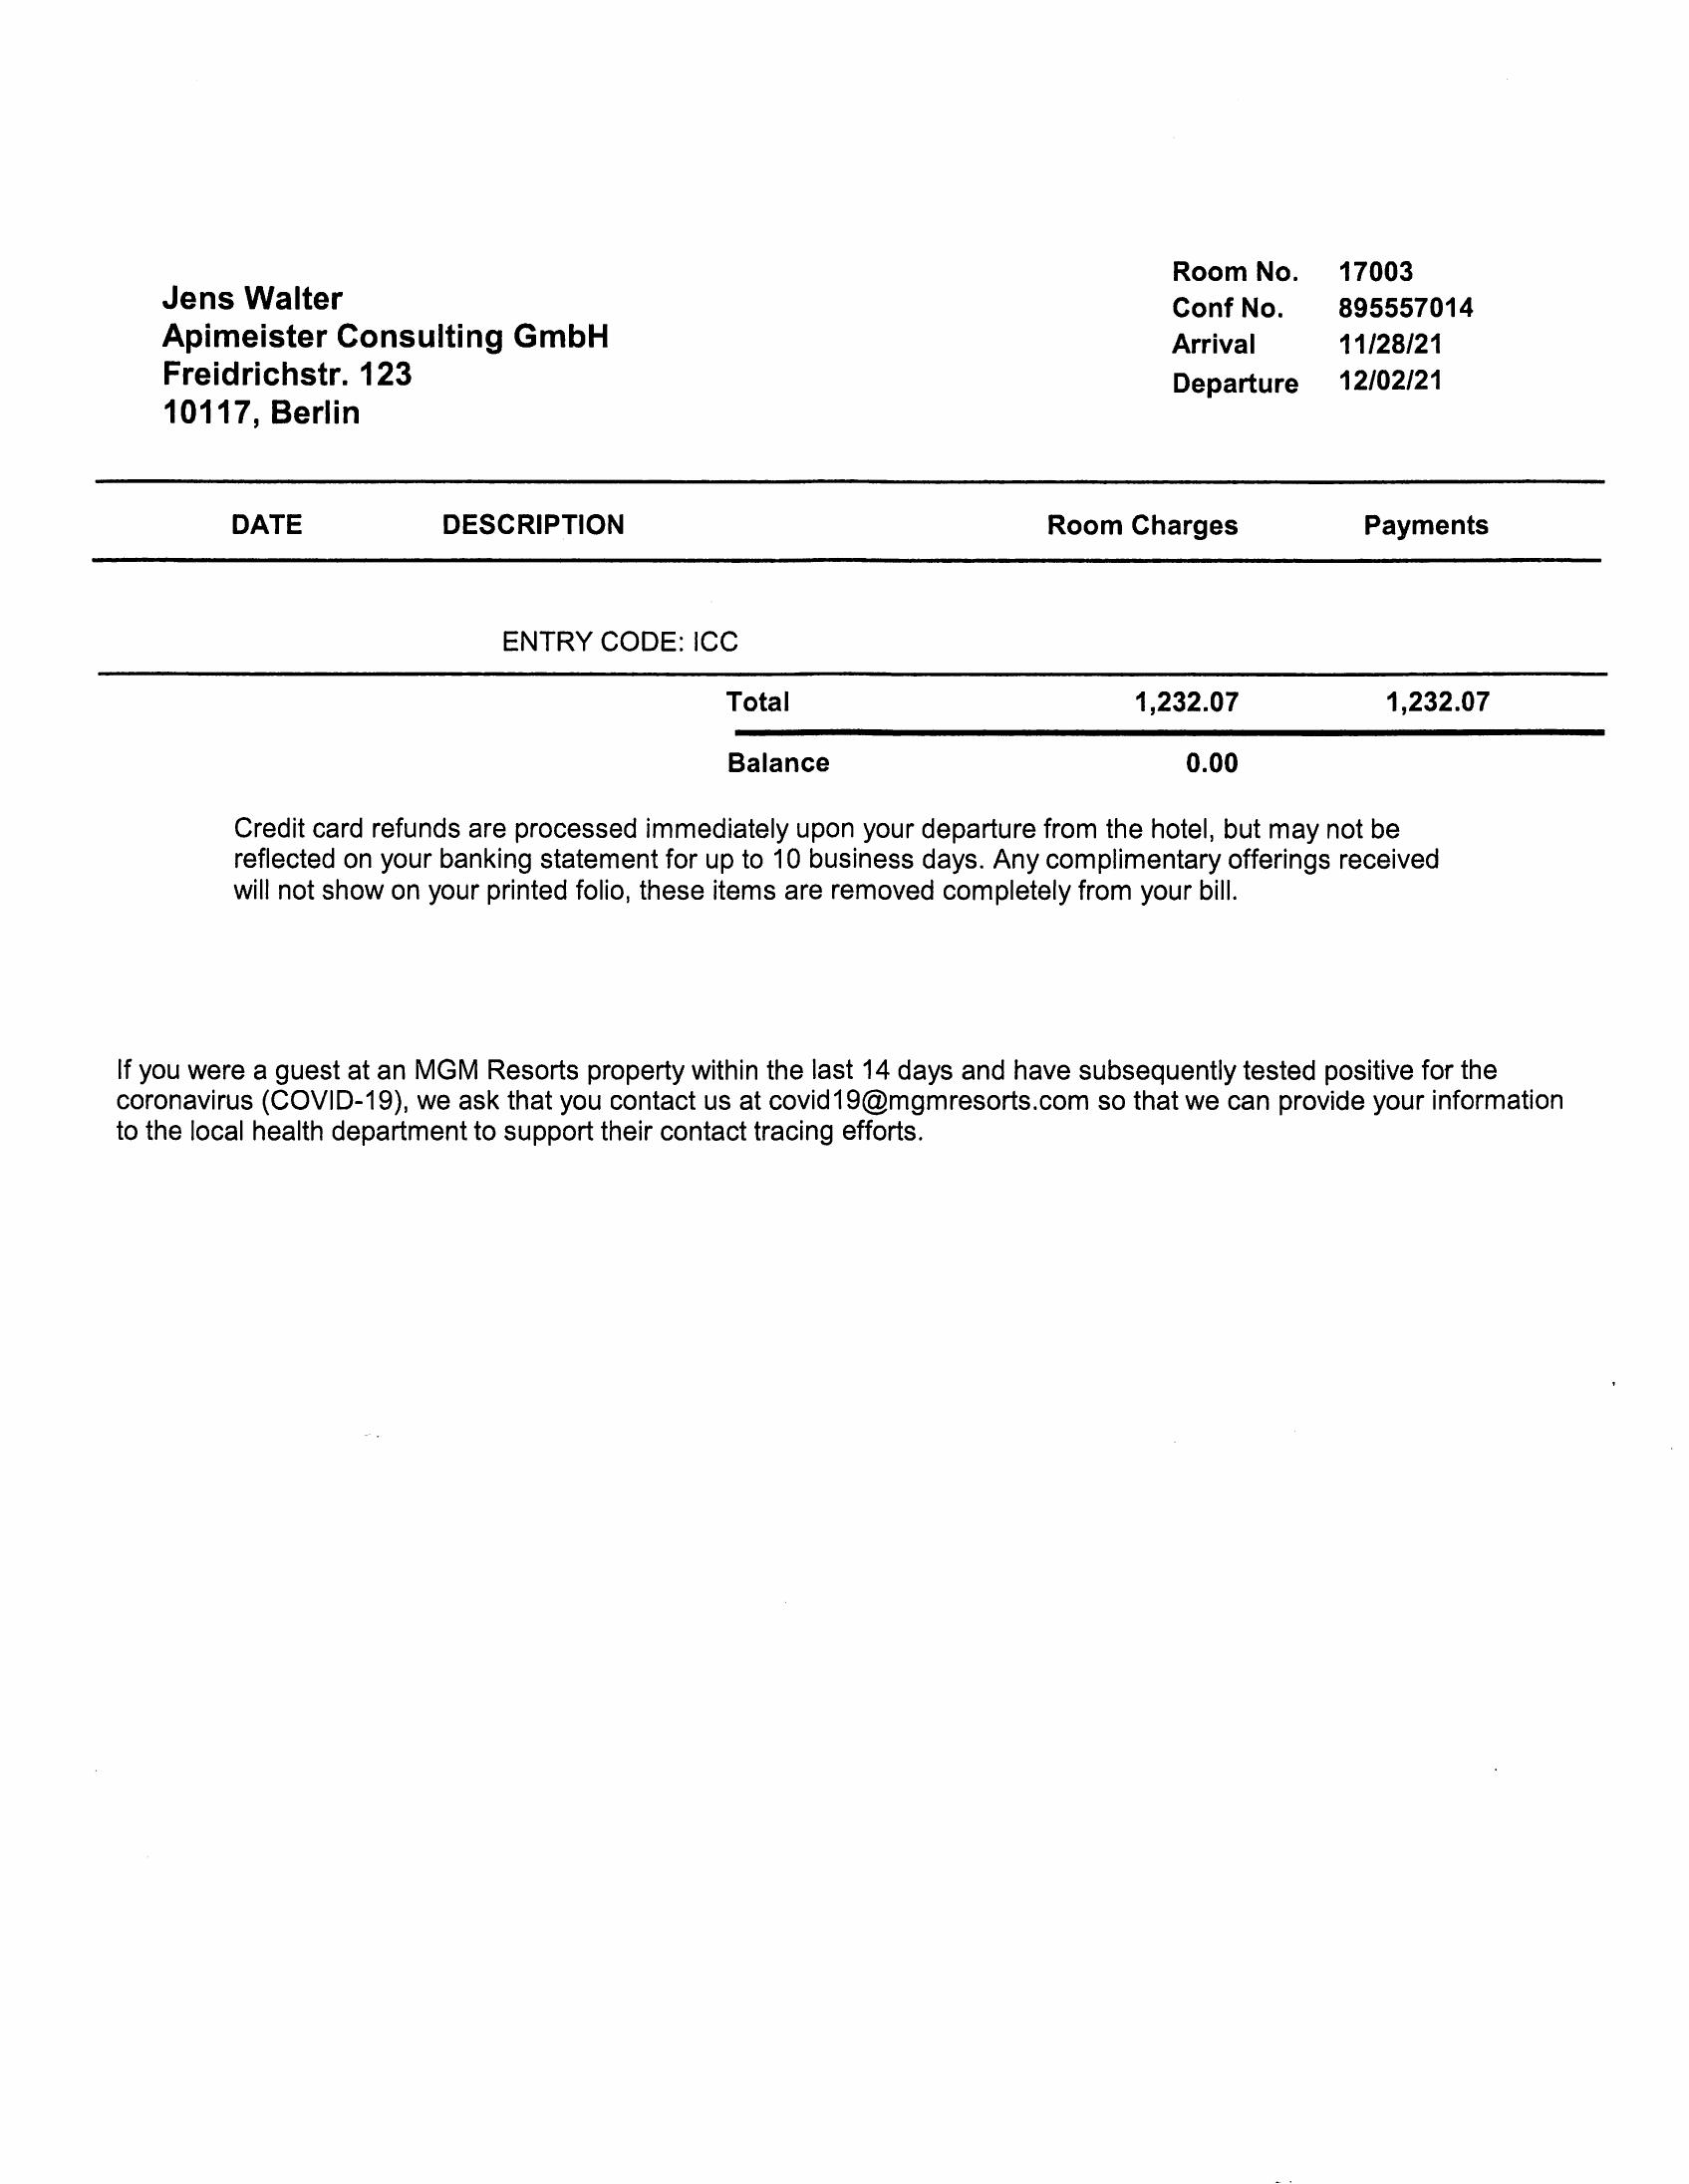 Jens Walter
Apimeister Consulting GmbH
Freidrichstr. 123
10117, Berlin
Room No. 17003
Conf No. 895557014
Arrival 11/28/21
Departure 12/02/21
DATE DESCRIPTION Room Charges Payments
ENTRY CODE: ICC
Total 1,232.07 1,232.07
Balance 0.00
Credit card refunds are processed immediately upon your departure from the hotel, but may not be
reflected on your banking statement for up to 10 business days. Any complimentary offerings received
will not show on your printed folio, these items are removed completely from your bill.
If you were a guest at an MGM Resorts property within the last 14 days and have subsequently tested positive for the
coronavirus (COVID-19), we ask that you contact us at covid19@mgmresorts.com so that we can provide your information
to the local health department to support their contact tracing efforts.